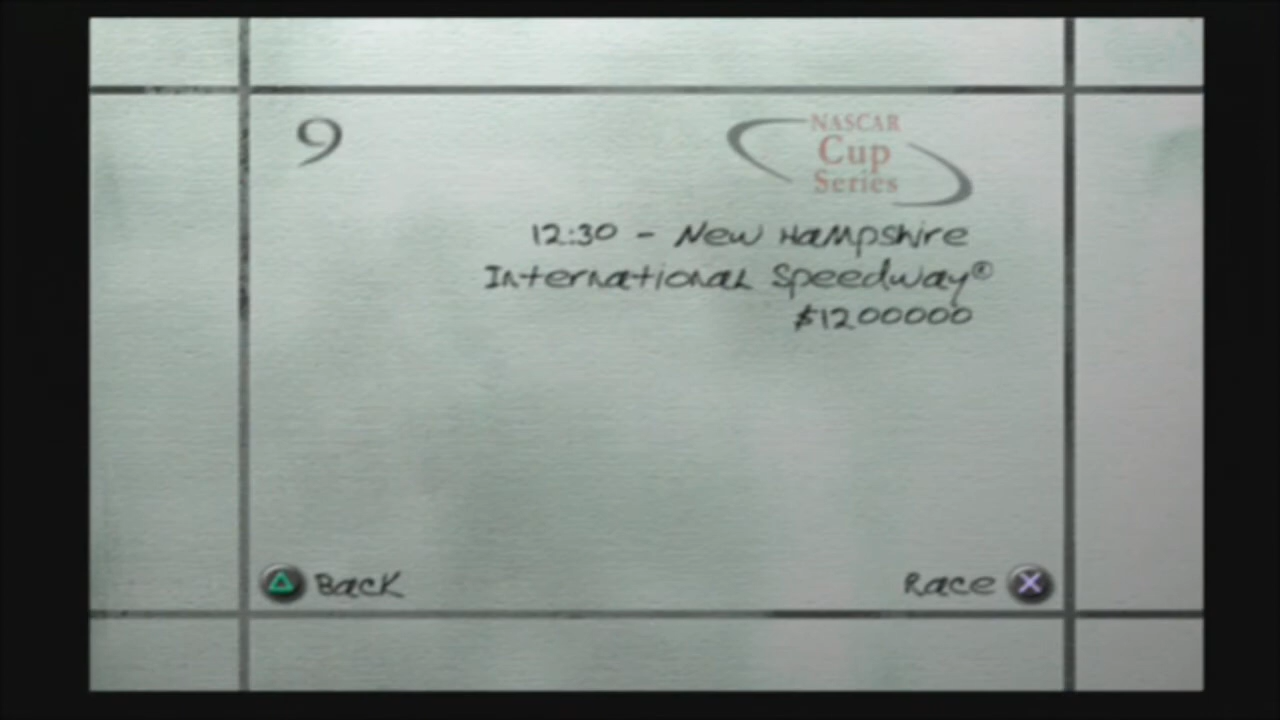 9
NASCAR
Cup
Series
12:30 - New Hampshire
International Speedway®
$1200000
Back
Race